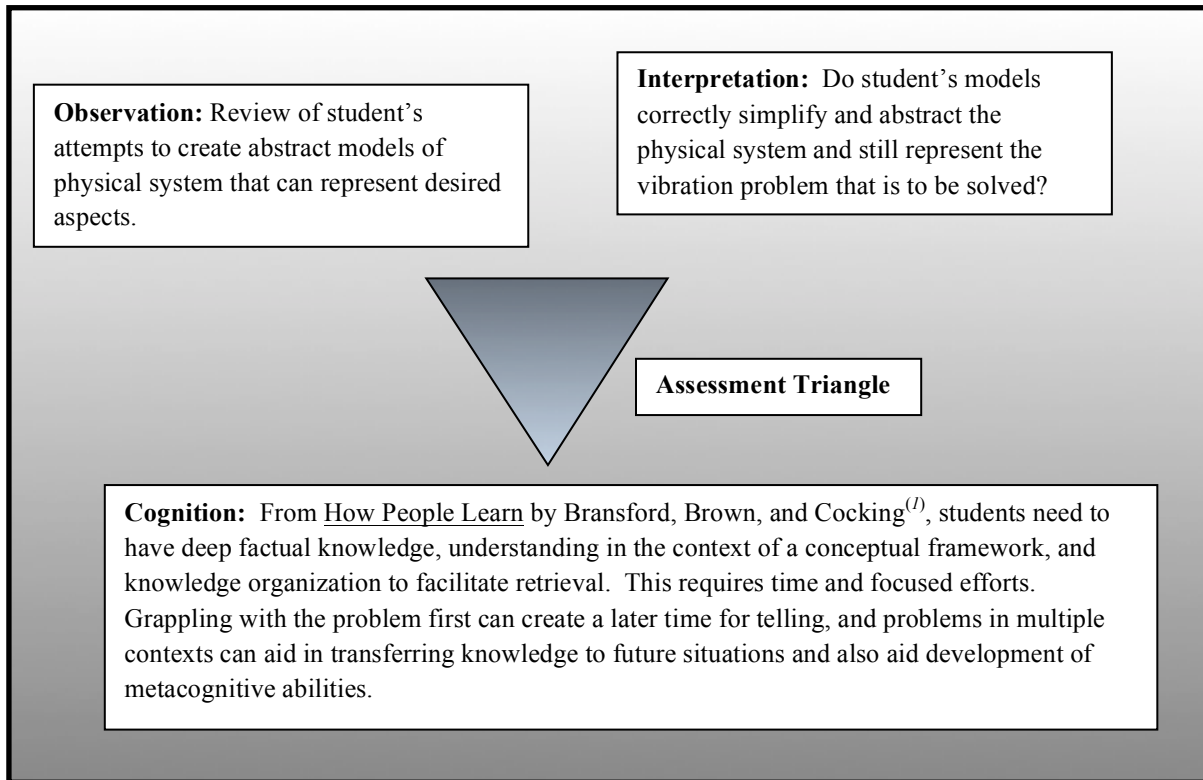 Observation: Review of student's
attempts to create abstract models of
physical system that can represent desired
aspects.
Interpretation: Do student's models
correctly simplify and abstract the
physical system and still represent the
vibration problem that is to be solved?
Assessment Triangle
Cognition: From How People Learn by Bransford, Brown, and Cocking(1), students need to
have deep factual knowledge, understanding in the context of a conceptual framework, and
knowledge organization to facilitate retrieval. This requires time and focused efforts.
Grappling with the problem first can create a later time for telling, and problems in multiple
contexts can aid in transferring knowledge to future situations and also aid development of
metacognitive abilities.